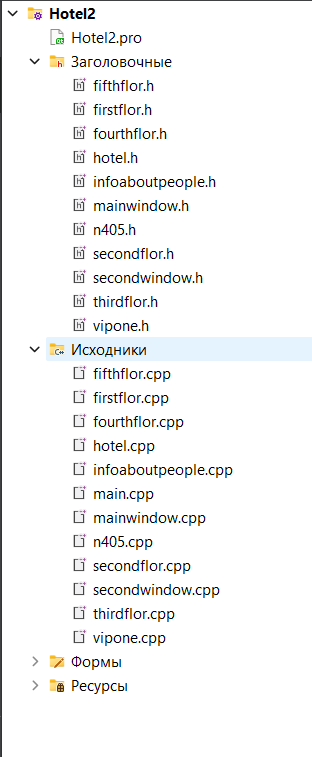 Hotel2
Hotel2.pro
Заголовочные
fifthflor.h
firstflor.h
fourthflor.h
hotel.h
infoaboutpeople.h
mainwindow.h
n405.h
secondflor.h
secondwindow.h
thirdflor.h
vipone.h
Исходники
fifthflor.cpp
firstflor.cpp
fourthflor.cpp
hotel.cpp
infoaboutpeople.cpp
main.cpp
mainwindow.cpp
n405.cpp
secondflor.cpp
secondwindow.cpp
thirdflor.cpp
vipone.cpp
Формы
Ресурсы